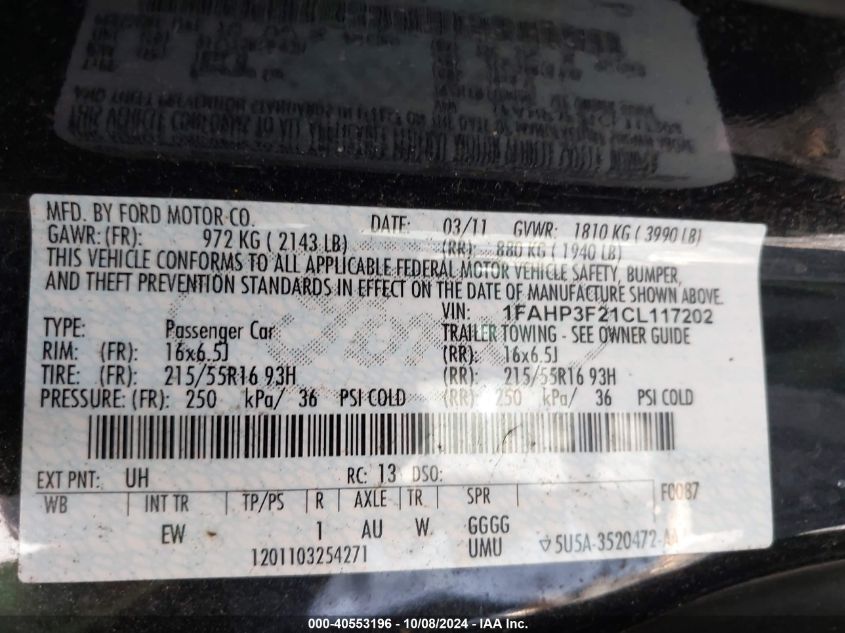 MFD. BY FORD MOTOR CO. DATE: 03/11 GVWR: 1810 KG ( 3990 LB)
GAWR: (FR): 972 KG ( 2143 LB) (RR): 880 KG ( 1940 LB)
THIS VEHICLE CONFORMS TO ALL APPLICABLE FEDERAL MOTOR VEHICLE SAFETY, BUMPER,
AND THEFT PREVENTION STANDARDS IN EFFECT ON THE DATE OF MANUFACTURE SHOWN ABOVE.
VIN: 1FAHP3F21CL117202
TYPE: Passenger Car TRAILER TOWING - SEE OWNER GUIDE
RIM: (FR): 16x6.5J (RR): 16x6.5J
TIRE: (FR): 215/55R16 93H (RR): 215/55R16 93H
PRESSURE: (FR): 250 kPa/ 36 PSI COLD (RR): 250 kPa/ 36 PSI COLD
EXT PNT: UH RC: 13 DSO: F0087
WB INT TR TP/PS R AXLE TR SPR
EW 1 AU W GGGG
1201103254271 UMU 5U5A-3520472-AA
000-40553196 - 10/08/2024 - IAA Inc.